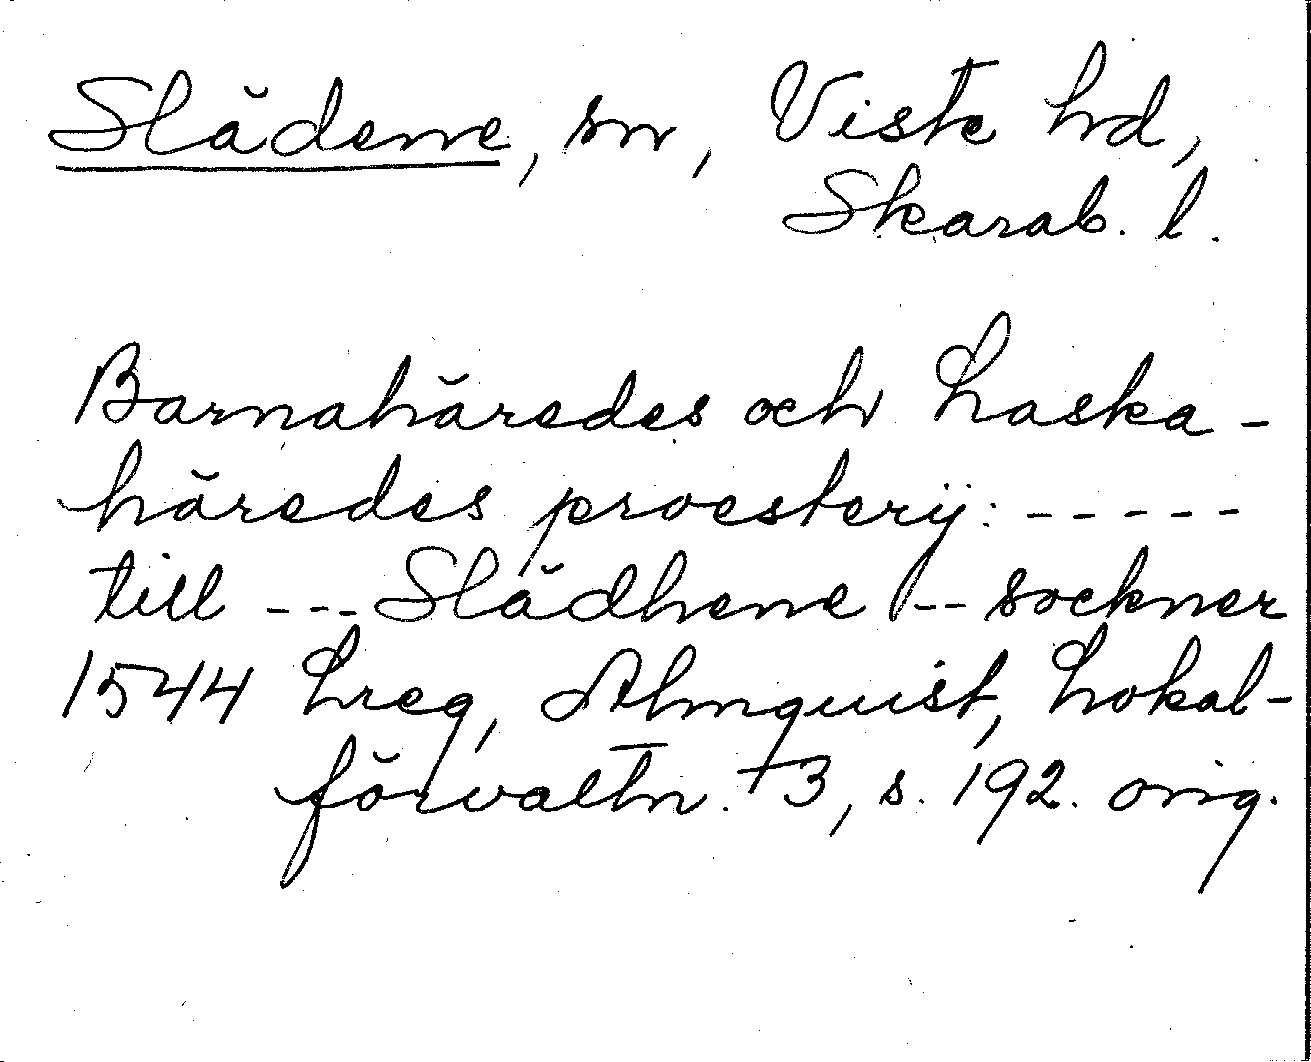 Slädene, sn, Viste hd,
Skarab. l.
Barnahäredes och Laska-
häredes proesterij: -----
till --- Slädhene -- sockner
1544 Lreg, Almquist, Lokal-
förvaltn. +3, s. 192. orig.